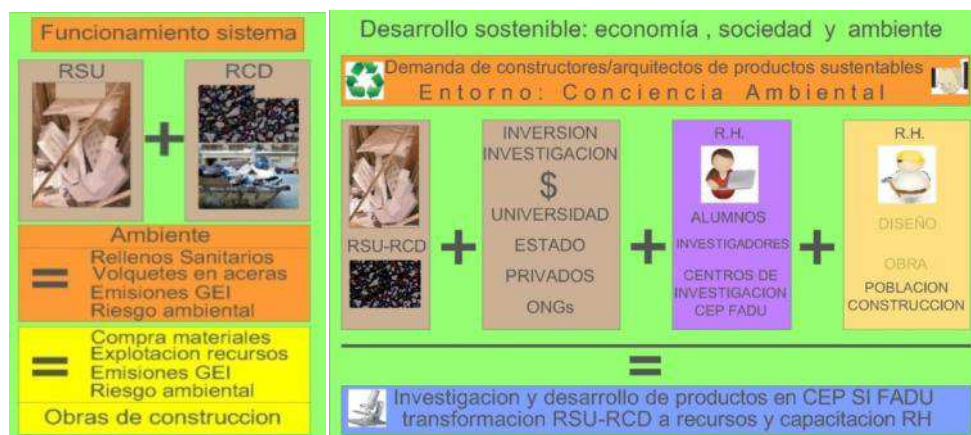 Funcionamiento sistema
RSU
RCD
+
=
Ambiente
Rellenos Sanitarios
Volquetes en aceras
Emisiones GEI
Riesgo ambiental
=
Compra materiales
Explotacion recursos
Emisiones GEI
Riesgo ambiental
Obras de construccion
Desarrollo sostenible: economía , sociedad y ambiente
Demanda de constructores/arquitectos de productos sustentables
Entorno: Conciencia Ambiental
RSU-RCD
+
INVERSION
INVESTIGACION
$
UNIVERSIDAD
ESTADO
PRIVADOS
ONGs
+
R.H.
ALUMNOS
INVESTIGADORES
CENTROS DE
INVESTIGACION
CEP FADU
+
R.H.
DISEÑO
OBRA
POBLACION
CONSTRUCCION
=
Investigacion y desarrollo de productos en CEP SI FADU
transformación RSU-RCD a recursos y capacitacion RH